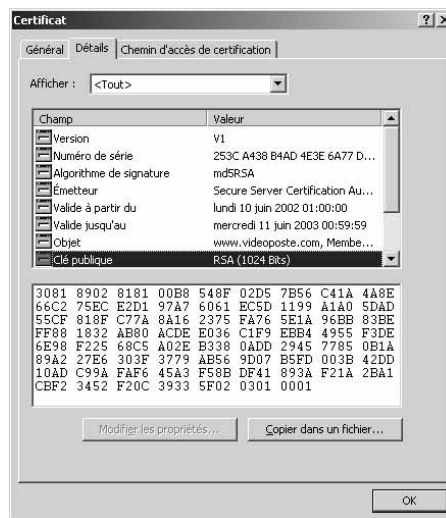 Certificat
Général Détails Chemin d'accès de certification
Afficher : <Tout>
Champ Valeur
Version V1
Numéro de série 253C A438 B4AD 4E3E 6A77 D...
Algorithme de signature md5RSA
Émetteur Secure Server Certification Au...
Valide à partir du lundi 10 juin 2002 01:00:00
Valide jusqu'au mercredi 11 juin 2003 00:59:59
Objet www.videoposte.com, Membe...
Clé publique RSA (1024 Bits)
3081 8902 8181 00B8 548F 02D5 7B56 C41A 4A8E
66C2 75EC E2D1 97A7 6061 EC5D 1199 A1A0 5DAD
55CF 818F C77A 8A16 2375 FA76 5E1A 96BB 83BE
FF88 1832 AB80 ACDE E036 C1F9 EBB4 4955 F3DE
6E98 F225 68C5 A02E B338 0ADD 2945 7785 0B1A
89A2 27E6 303F 3779 AB56 9D07 B5FD 003B 42DD
10AD C99A FAF6 45A3 F58B DF41 893A F21A 2BA1
CBF2 3452 F20C 3933 5F02 0301 0001
Modifier les propriétés... Copier dans un fichier...
OK